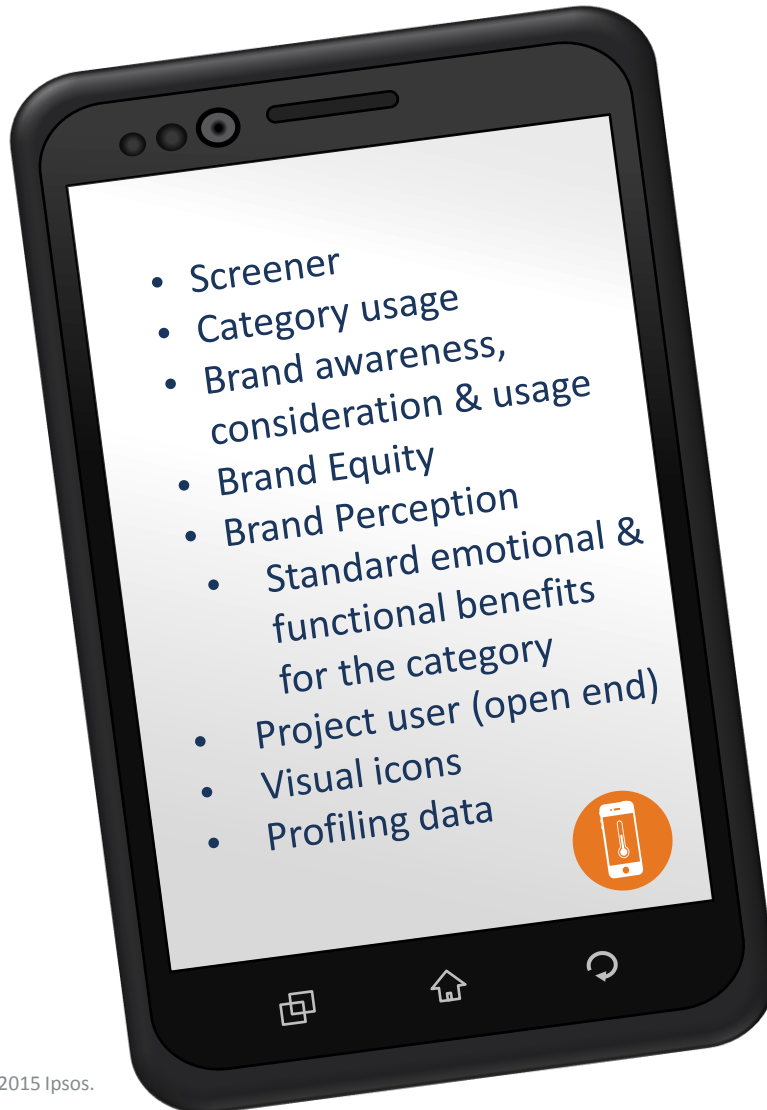 • Screener
• Category usage
• Brand awareness,
consideration & usage
• Brand Equity
• Brand Perception
• Standard emotional &
functional benefits
for the category
• Project user (open end)
• Visual icons
• Profiling data
2015 Ipsos.